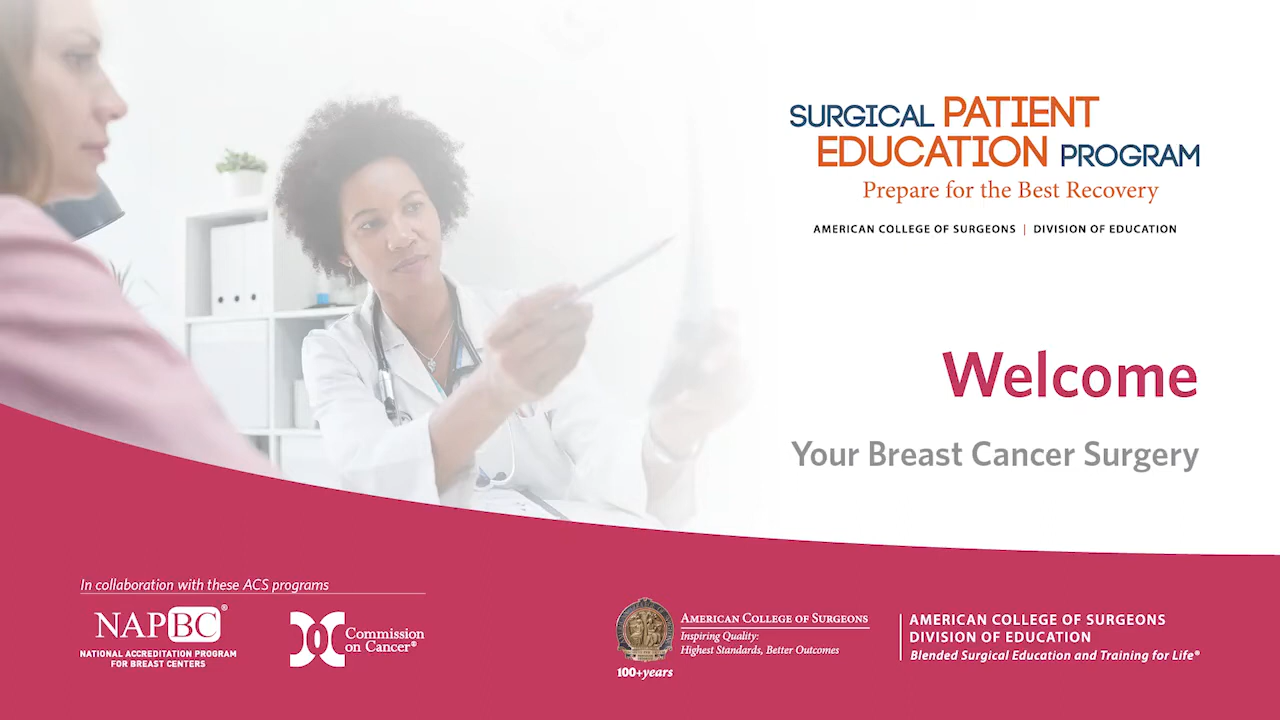 SURGICAL PATIENT
EDUCATION PROGRAM
Prepare for the Best Recovery
AMERICAN COLLEGE OF SURGEONS | DIVISION OF EDUCATION
Welcome
Your Breast Cancer Surgery
In collaboration with these ACS programs
NAPBC®
NATIONAL ACCREDITATION PROGRAM
FOR BREAST CENTERS
Commission
on Cancer®
AMERICAN COLLEGE OF SURGEONS
Inspiring Quality:
Highest Standards, Better Outcomes
100+years
AMERICAN COLLEGE OF SURGEONS
DIVISION OF EDUCATION
Blended Surgical Education and Training for Life®